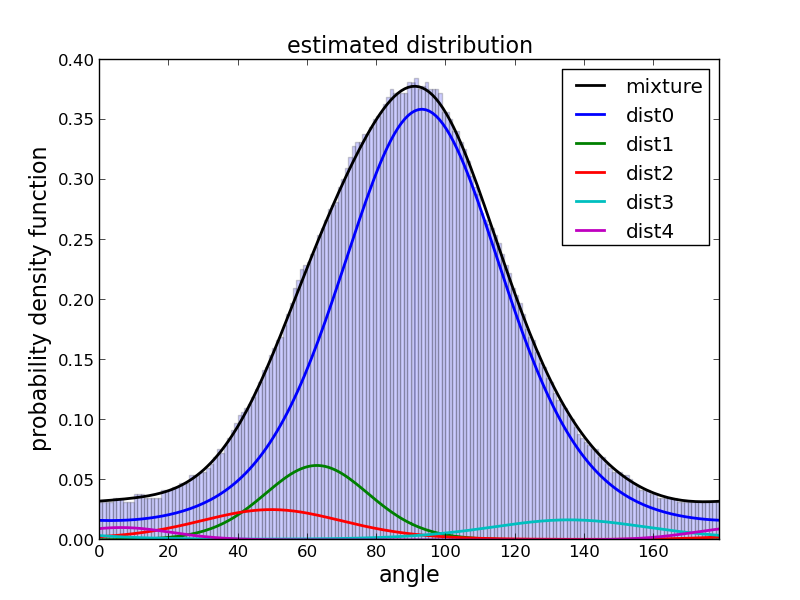 estimated distribution
probability density function
0.40
0.35
0.30
0.25
0.20
0.15
0.10
0.05
0.00
mixture
dist0
dist1
dist2
dist3
dist4
0 20 40 60 80 100 120 140 160
angle